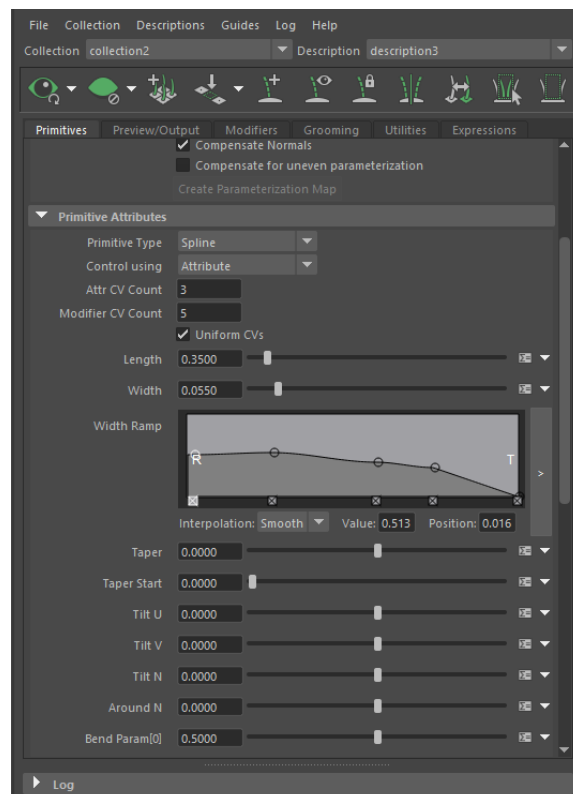 File Collection Descriptions Guides Log Help
Collection collection2 Description description3
Primitives Preview/Output Modifiers Grooming Utilities Expressions
Compensate Normals
Compensate for uneven parameterization
Create Parameterization Map
Primitive Attributes
Primitive Type Spline
Control using Attribute
Attr CV Count 3
Modifier CV Count 5
Uniform CVs
Length 0.3500
Width 0.0550
Width Ramp
R T
>
Interpolation: Smooth Value: 0.513 Position: 0.016
Taper 0.0000
Taper Start 0.0000
Tilt U 0.0000
Tilt V 0.0000
Tilt N 0.0000
Around N 0.0000
Bend Param[0] 0.5000
Log